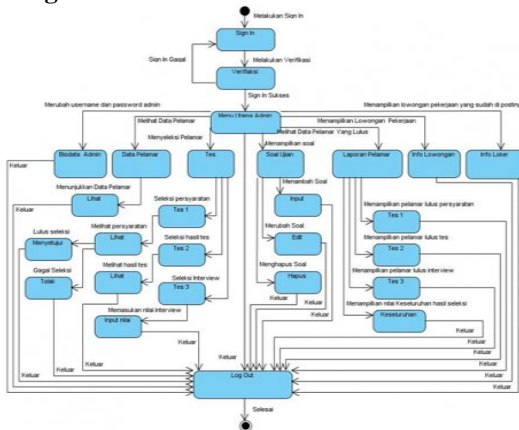 Melakukan Sign In
Sign In
Sign In Gagal
Melakukan Verifikasi
Verifiaksi
Sign In Sukses
Merubah username dan password admin
Menu Utama Admin
Menampilkan lowongan pekerjaan yang sudah di posting
Melihat Data Pelamar
Menampilkan Lowongan Pekerjaan
Menyeleksi Pelamar
Melihat Data Pelamar Yang Lulus
Menampilkan soal
Biodata Admin
Data Pelamar
Tes
Soal Ujian
Laporan Pelamar
Info Lowongan
Info Loker
Keluar
Menunjukkan Data Pelamar
Menambah Soal
Lihat
Input
Keluar
Seleksi persyaratan
Menampilkan pelamar lulus persyaratan
Tes 1
Tes 1
Melihat persyaratan
Merubah Soal
Lulus seleksi
Lihat
Seleksi hasil tes
Menampilkan pelamar lulus tes
Menyetujui
Tes 2
Edit
Tes 2
Gagal Seleksi
Melihat hasil tes
Menghapus Soal
Menampilkan pelamar lulus interview
Tolak
Lihat
Seleksi Interview
Hapus
Tes 3
Tes 3
Memasukan nilai interview
Keluar
Menampilkan nilai Keseluruhan hasil seleksi
Input nilai
Keseluruhan
Keluar
Keluar
Keluar
Keluar
Keluar
Keluar
Keluar
Keluar
Keluar
Keluar
Keluar
Keluar
Log Out
Selesai